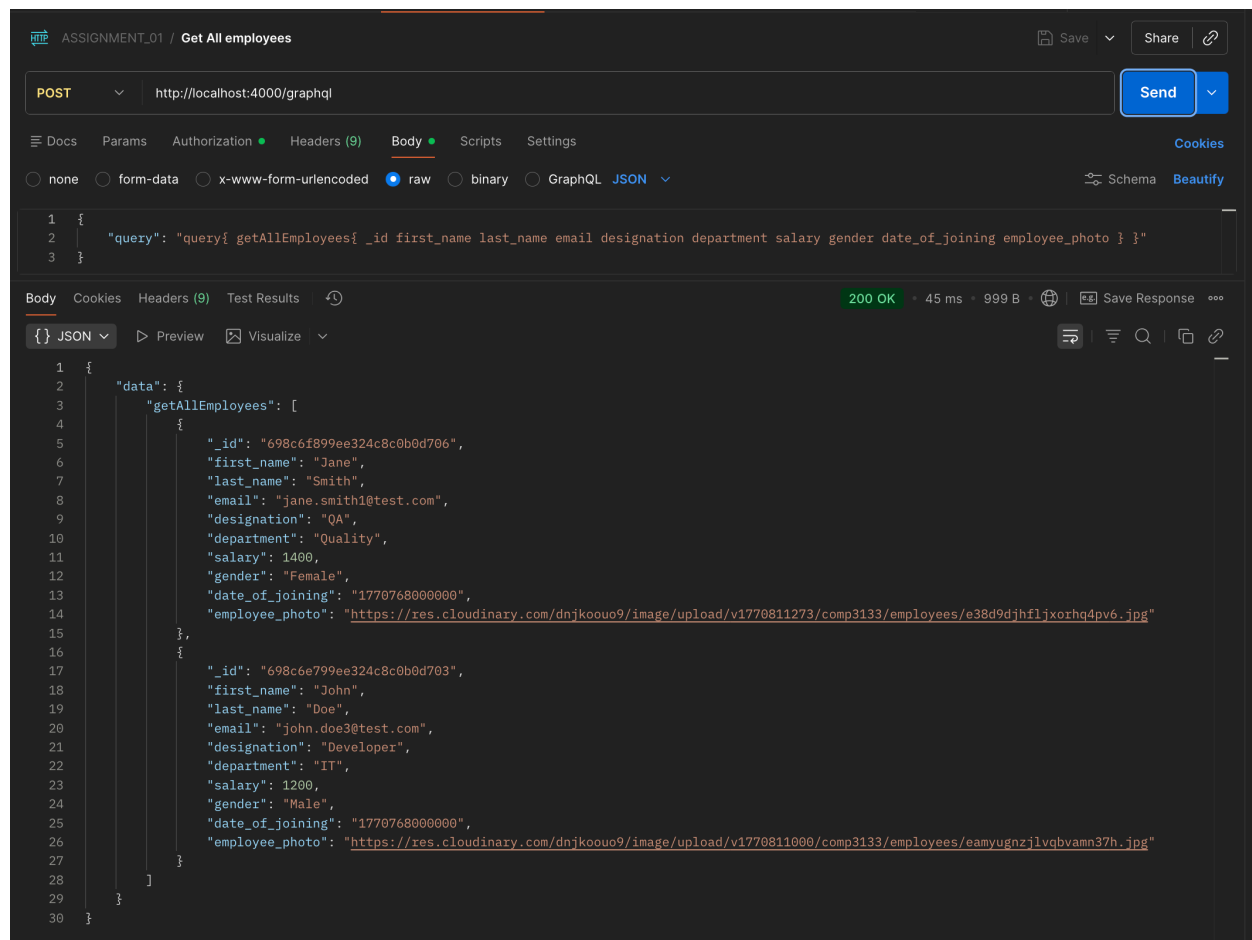 HTTP ASSIGNMENT_01 / Get All employees Save Share
POST http://localhost:4000/graphql Send
Docs Params Authorization Headers (9) Body Scripts Settings Cookies
none form-data x-www-form-urlencoded raw binary GraphQL JSON Schema Beautify
1 {
2 "query": "query{ getAllEmployees{ _id first_name last_name email designation department salary gender date_of_joining employee_photo } }"
3 }
Body Cookies Headers (9) Test Results 200 OK • 45 ms • 999 B • e.g. Save Response
{} JSON Preview Visualize
1 {
2 "data": {
3 "getAllEmployees": [
4 {
5 "_id": "698c6f899ee324c8c0b0d706",
6 "first_name": "Jane",
7 "last_name": "Smith",
8 "email": "jane.smith1@test.com",
9 "designation": "QA",
10 "department": "Quality",
11 "salary": 1400,
12 "gender": "Female",
13 "date_of_joining": "1770768000000",
14 "employee_photo": "https://res.cloudinary.com/dnjkoouo9/image/upload/v1770811273/comp3133/employees/e38d9djhfljxorhq4pv6.jpg"
15 },
16 {
17 "_id": "698c6e799ee324c8c0b0d703",
18 "first_name": "John",
19 "last_name": "Doe",
20 "email": "john.doe3@test.com",
21 "designation": "Developer",
22 "department": "IT",
23 "salary": 1200,
24 "gender": "Male",
25 "date_of_joining": "1770768000000",
26 "employee_photo": "https://res.cloudinary.com/dnjkoouo9/image/upload/v1770811000/comp3133/employees/eamyugnzjlvqbvamn37h.jpg"
27 }
28 ]
29 }
30 }